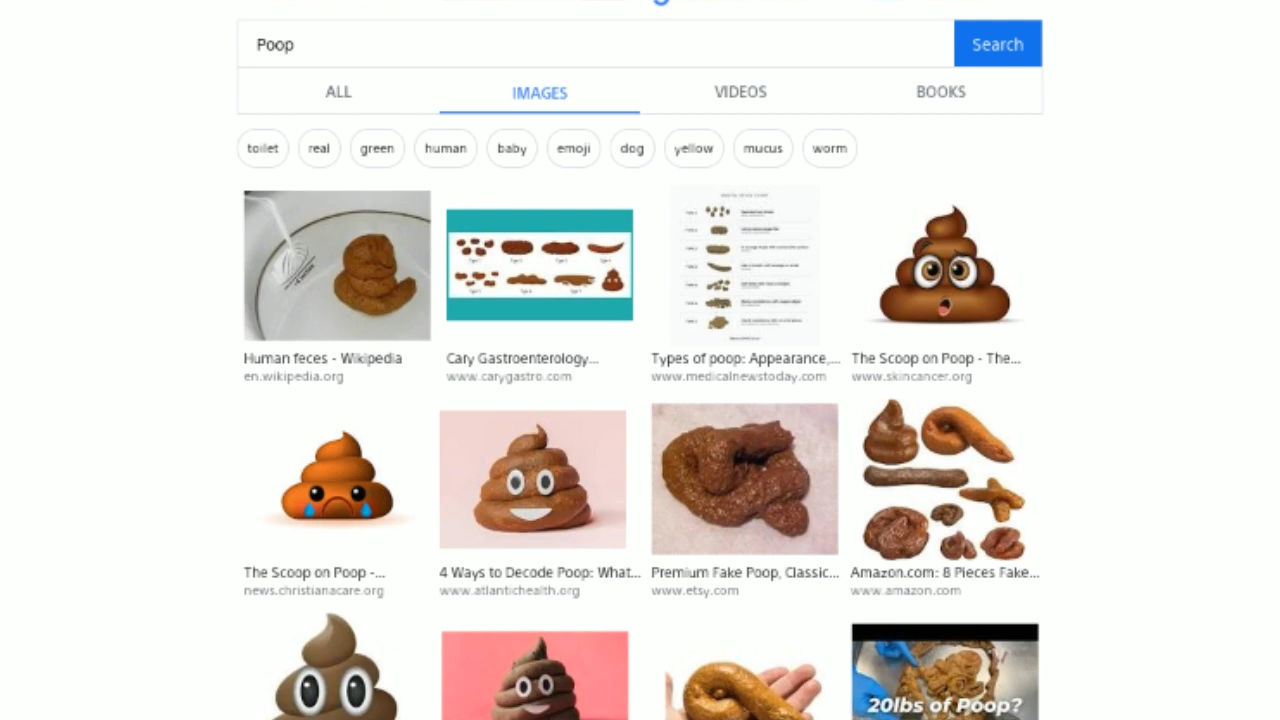 Poop
Search
ALL
IMAGES
VIDEOS
BOOKS
toilet
real
green
human
baby
emoji
dog
yellow
mucus
worm
Human feces - Wikipedia
en.wikipedia.org
Cary Gastroenterology...
www.carygastro.com
Types of poop: Appearance,...
www.medicalnewstoday.com
The Scoop on Poop - The...
www.skincancer.org
The Scoop on Poop -...
news.christianacare.org
4 Ways to Decode Poop: What...
www.atlantichealth.org
Premium Fake Poop, Classic...
www.etsy.com
Amazon.com: 8 Pieces Fake...
www.amazon.com
20lbs of Poop?